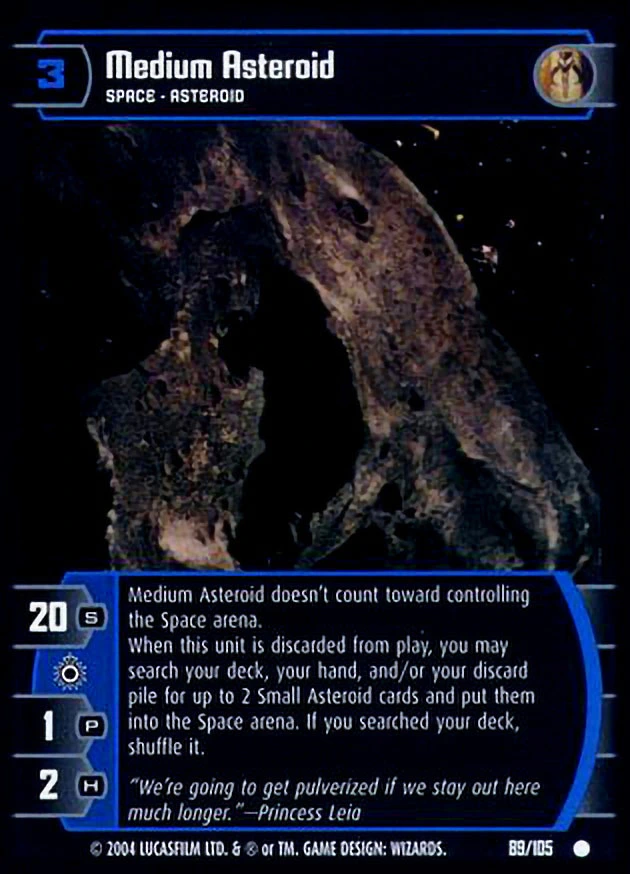 3
Medium Asteroid
SPACE - ASTEROID
20 S
1 P
2 H
Medium Asteroid doesn't count toward controlling
the Space arena.
When this unit is discarded from play, you may
search your deck, your hand, and/or your discard
pile for up to 2 Small Asteroid cards and put them
into the Space arena. If you searched your deck,
shuffle it.
"We're going to get pulverized if we stay out here
much longer."—Princess Leia
© 2004 LUCASFILM LTD. & ® or TM. GAME DESIGN: WIZARDS.
89/105